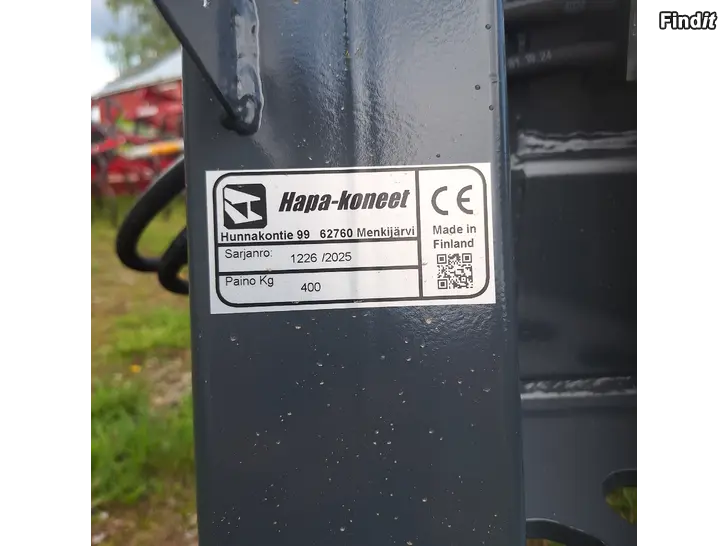 Findit
Hapa-koneet
Hunnakontie 99 62760 Menkijärvi
Sarjanro: 1226 /2025
Paino Kg 400
CE
Made in
Finland